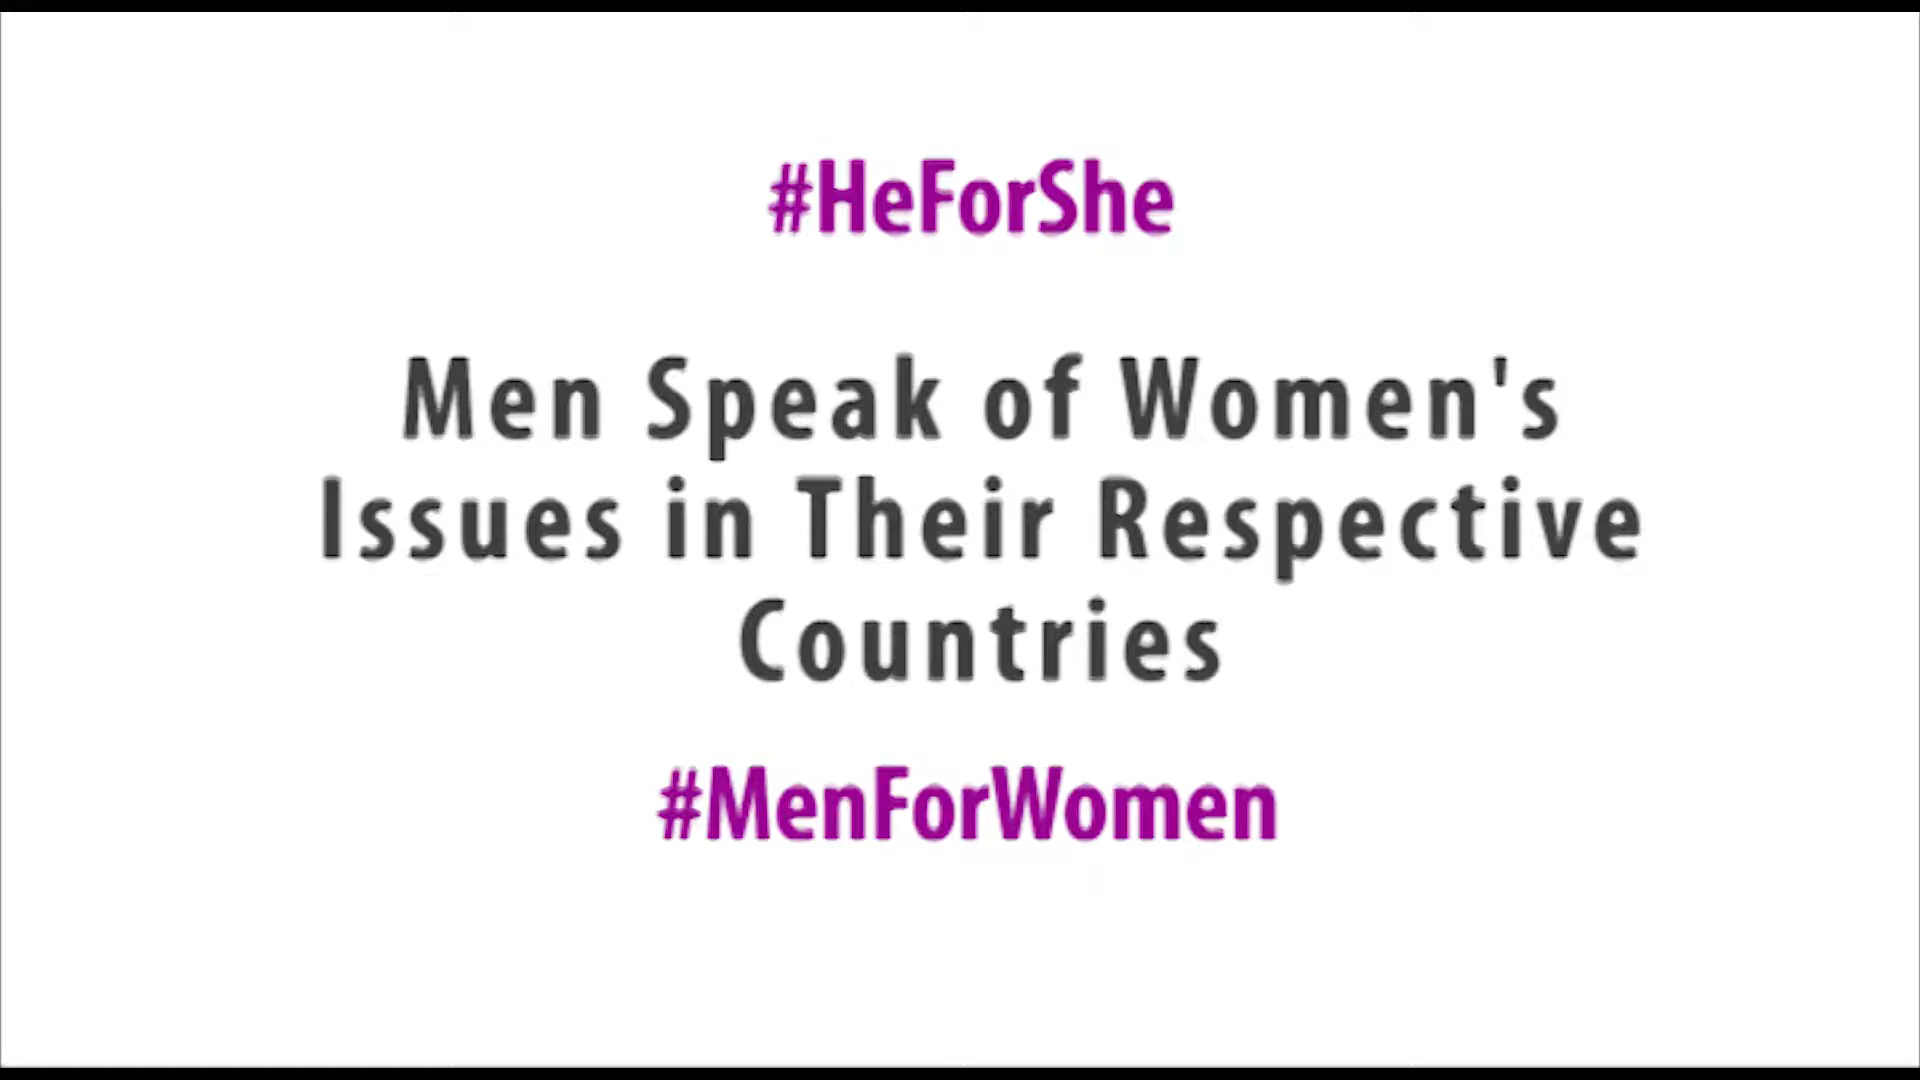 #HeForShe
Men Speak of Women's
Issues in Their Respective
Countries
#MenForWomen